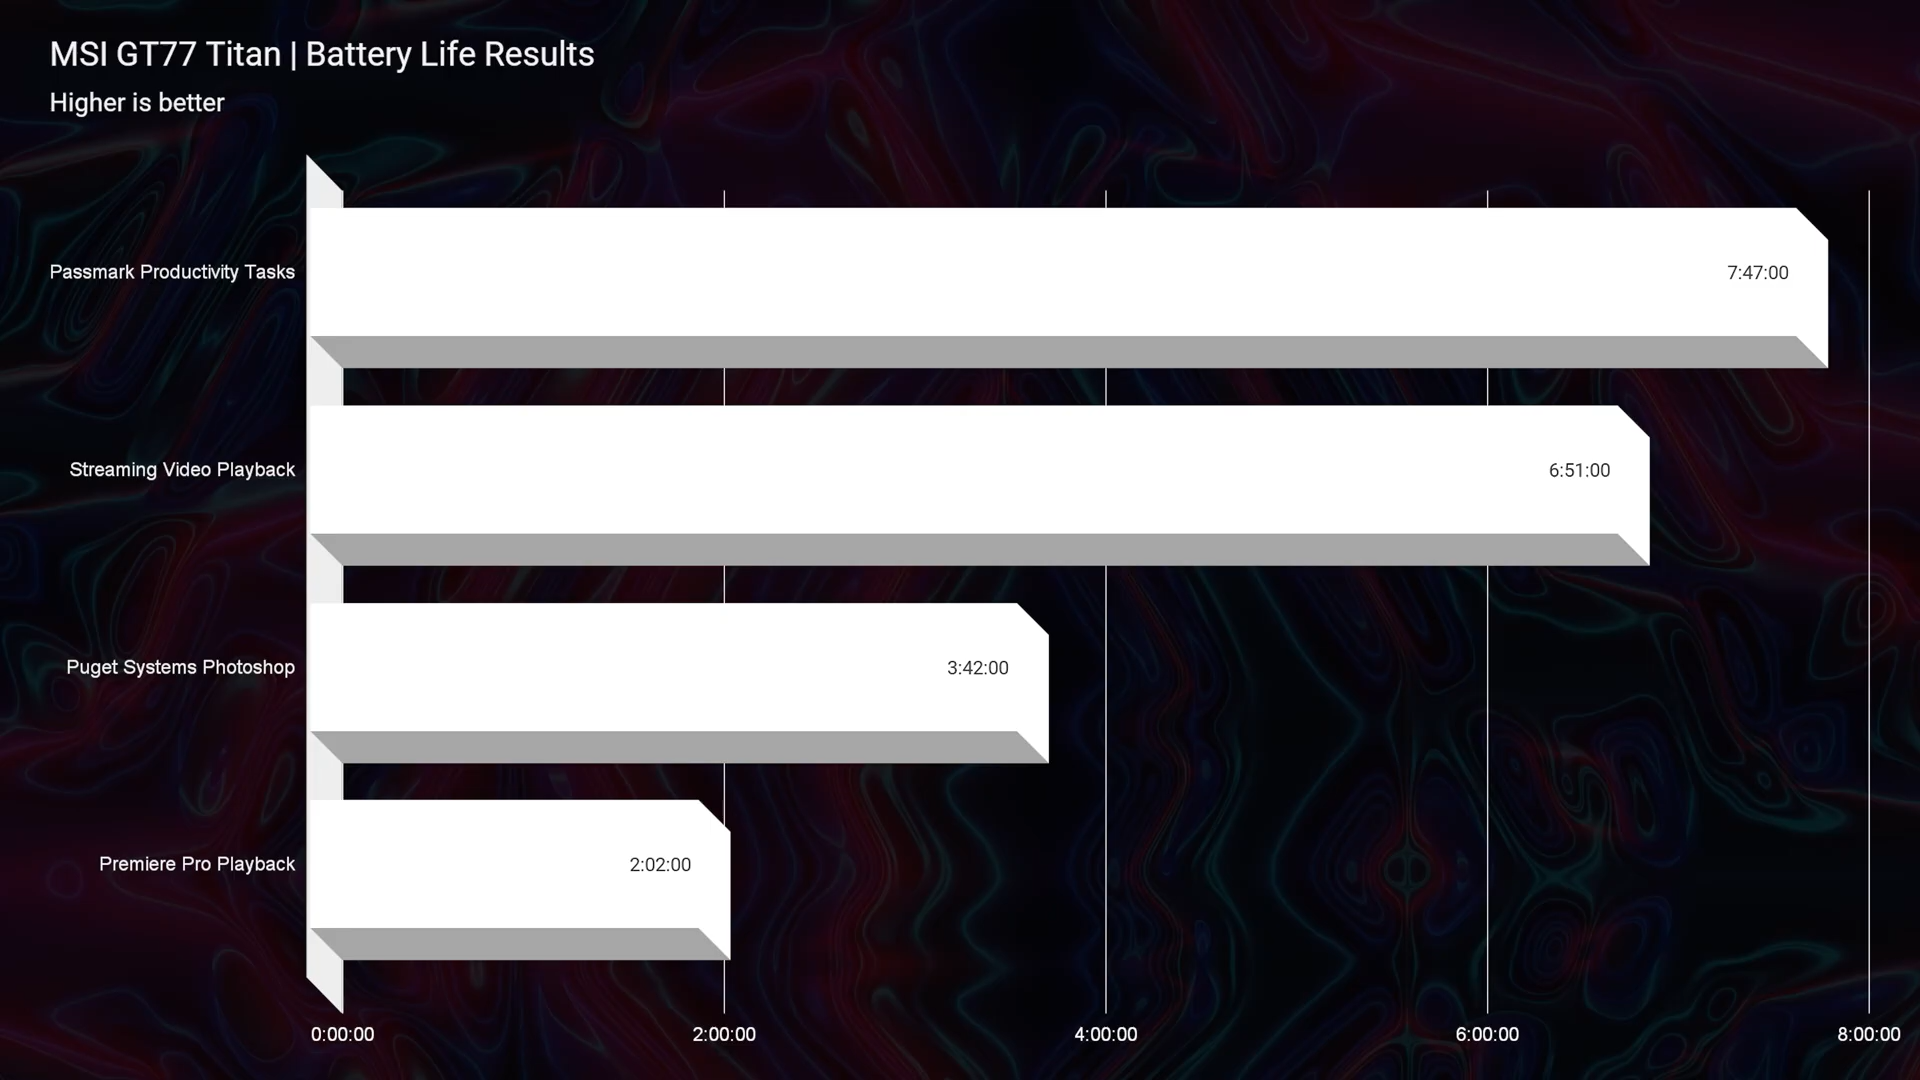 MSI GT77 Titan | Battery Life Results
Higher is better
Passmark Productivity Tasks
7:47:00
Streaming Video Playback
6:51:00
Puget Systems Photoshop
3:42:00
Premiere Pro Playback
2:02:00
0:00:00
2:00:00
4:00:00
6:00:00
8:00:00